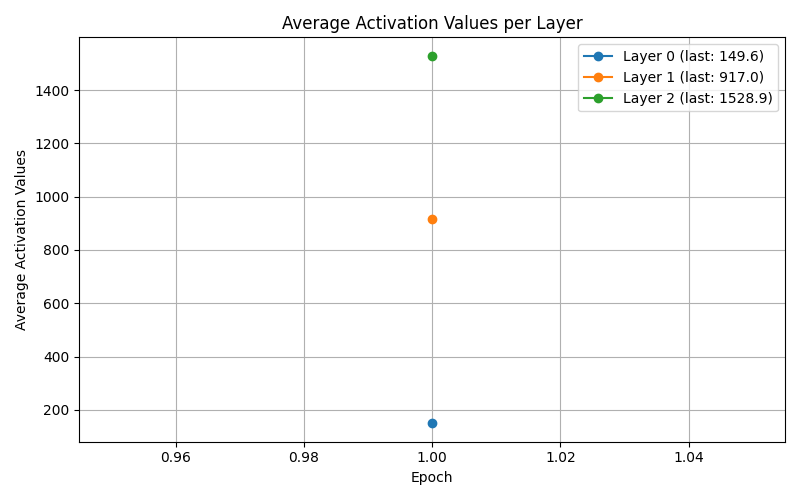 Average Activation Values per Layer
Layer 0 (last: 149.6)
Layer 1 (last: 917.0)
Layer 2 (last: 1528.9)
Average Activation Values
1400
1200
1000
800
600
400
200
0.96
0.98
1.00
1.02
1.04
Epoch